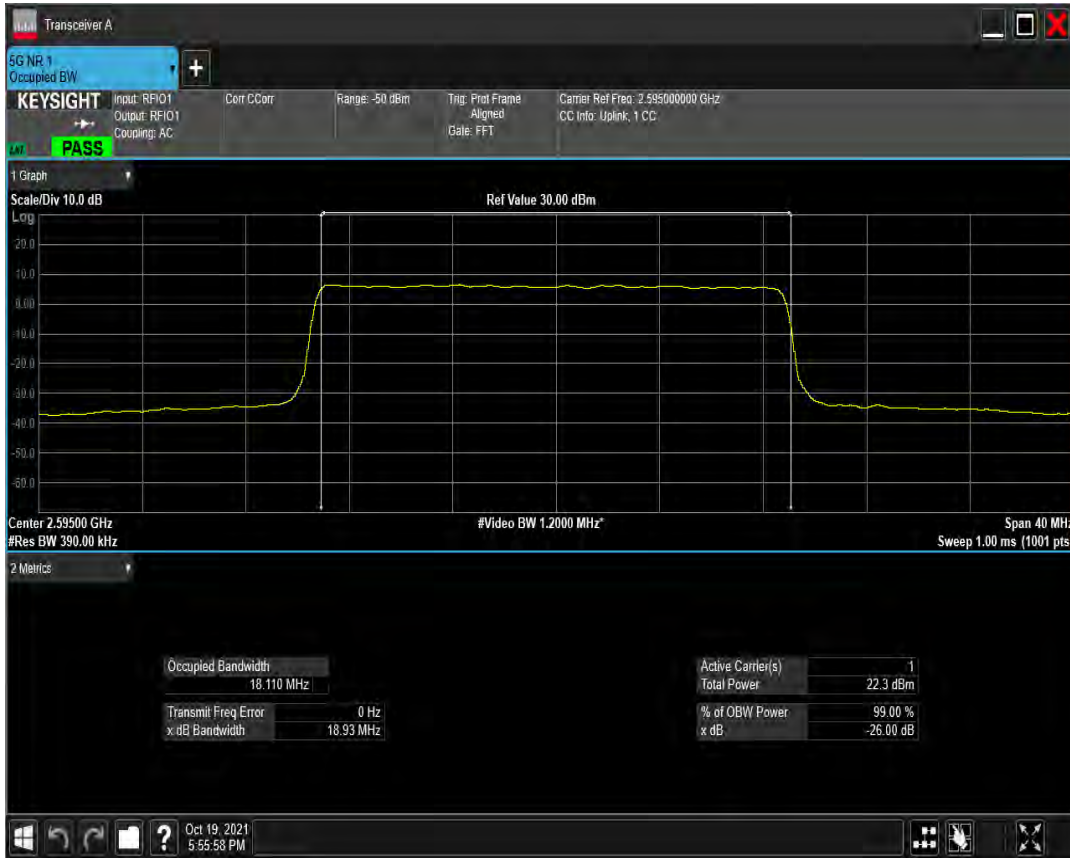 Transceiver A
5G NR 1
Occupied BW
+
KEYSIGHT
Input: RFIO1
Output: RFIO1
Coupling: AC
PASS
Corr CCorr
Range: -50 dBm
Trig: Prot Frame
Aligned
Gate: FFT
Carrier Ref Freq: 2.595000000 GHz
CC Info: Uplink, 1 CC
1 Graph
Scale/Div 10.0 dB
Ref Value 30.00 dBm
Log
20.0
10.0
0.00
-10.0
-20.0
-30.0
-40.0
-50.0
-60.0
Center 2.59500 GHz
#Video BW 1.2000 MHz*
Span 40 MHz
#Res BW 390.00 kHz
Sweep 1.00 ms (1001 pts
2 Metrics
Occupied Bandwidth
18.110 MHz
Transmit Freq Error 0 Hz
x dB Bandwidth 18.93 MHz
Active Carrier(s) 1
Total Power 22.3 dBm
% of OBW Power 99.00 %
x dB -26.00 dB
?
Oct 19, 2021
5:55:58 PM